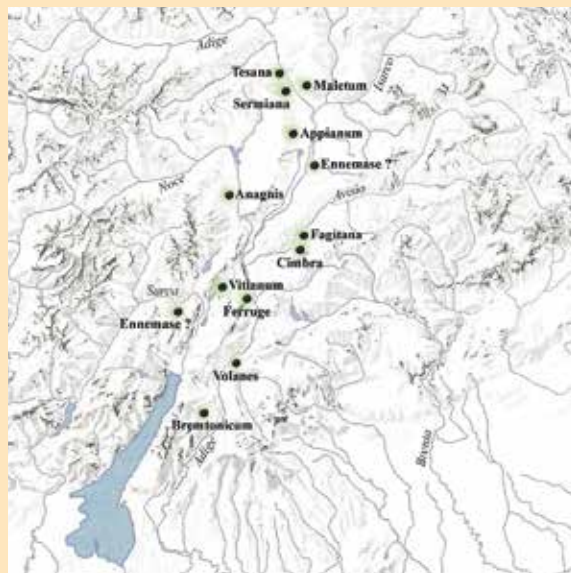 Adige
Tesana
Maletum
Isarco
Sermiana
Appianum
Ennemase ?
Noce
Anagnis
Avisio
Fagitana
Cimbra
Sarca
Vitianum
Ferruge
Ennemase ?
Volanes
Bremtonicum
Adige
Brenta